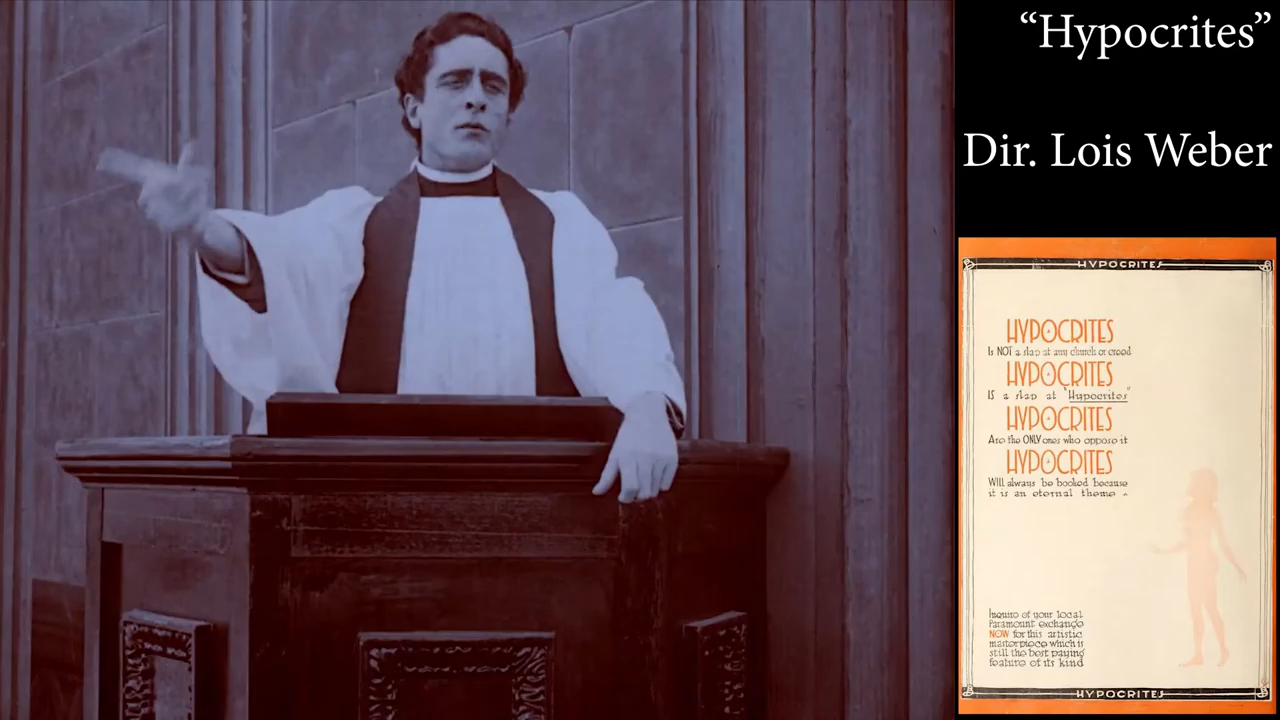 “Hypocrites”
Dir. Lois Weber
HYPOCRITES
HYPOCRITES
Is NOT a slap at any church or creed
HYPOCRITES
IS a slap at "Hypocrites"
HYPOCRITES
Are the ONLY ones who oppose it
HYPOCRITES
WILL always be booked because
it is an eternal theme
Inquire of your local
Paramount exchange
NOW for this artistic
masterpiece which is
still the best paying
feature of its kind
HYPOCRITES